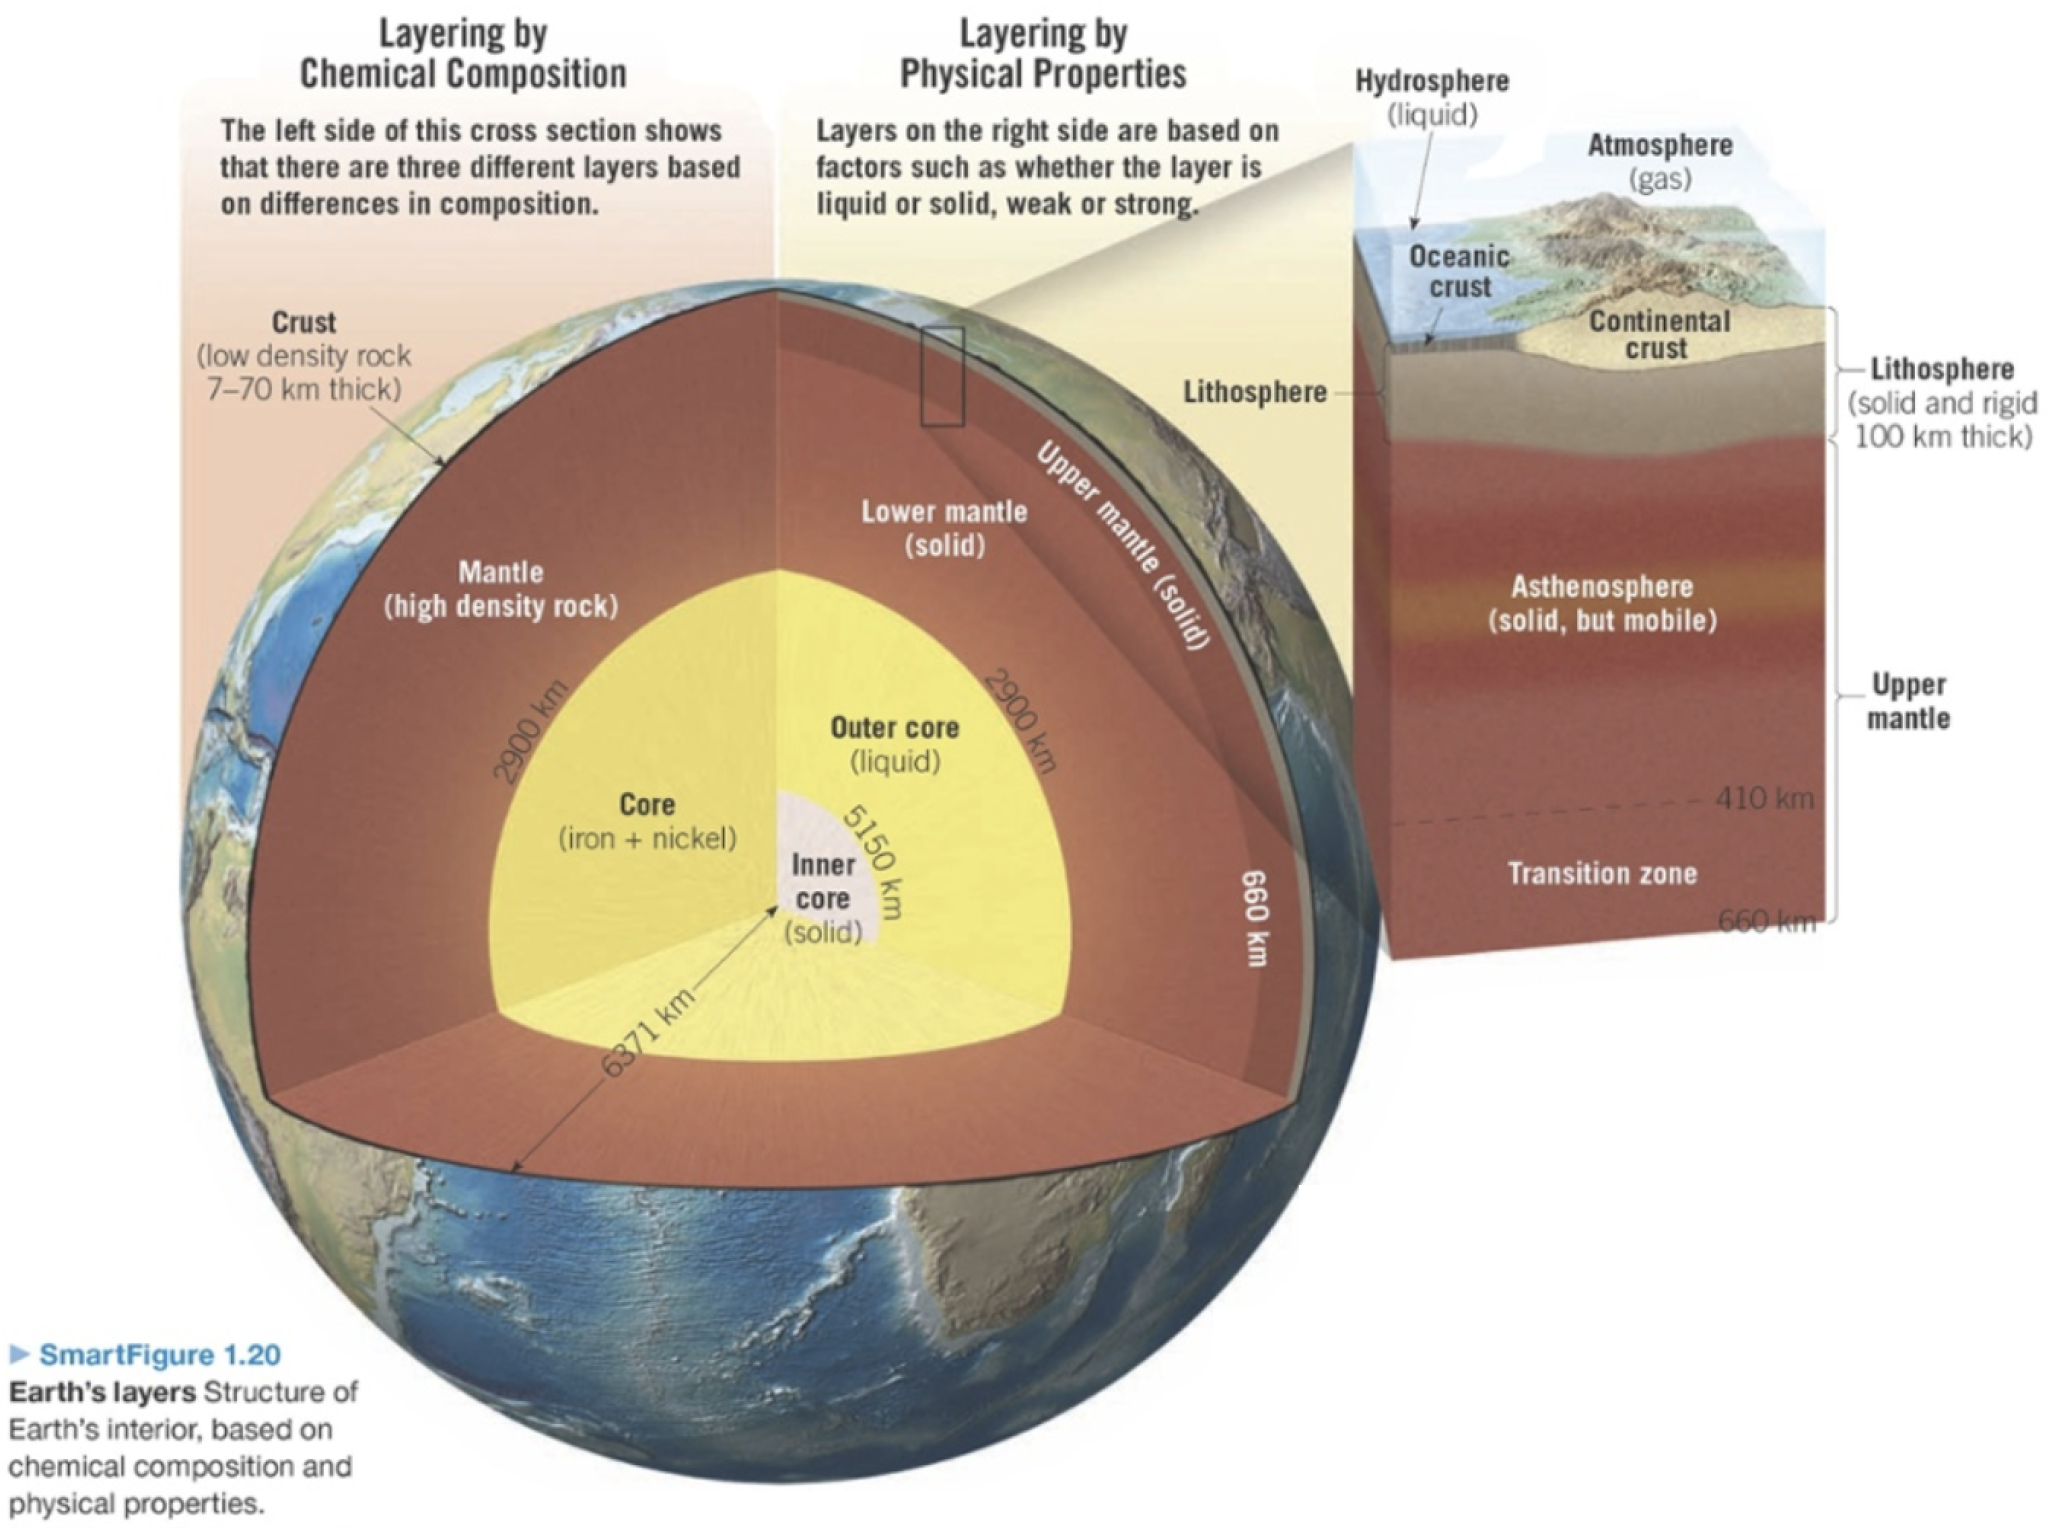 Layering by
Chemical Composition
The left side of this cross section shows
that there are three different layers based
on differences in composition.
Layering by
Physical Properties
Layers on the right side are based on
factors such as whether the layer is
liquid or solid, weak or strong.
Hydrosphere
(liquid)
Atmosphere
(gas)
Oceanic
crust
Continental
crust
Lithosphere
Lithosphere
(solid and rigid
100 km thick)
Crust
(low density rock
7–70 km thick)
Upper mantle (solid)
Lower mantle
(solid)
Mantle
(high density rock)
Asthenosphere
(solid, but mobile)
2900 km
2900 km
Outer core
(liquid)
Upper
mantle
Core
(iron + nickel)
5150 km
Inner
core
(solid)
410 km
Transition zone
660 km
660 km
6371 km
▶ SmartFigure 1.20
Earth's layers Structure of
Earth's interior, based on
chemical composition and
physical properties.